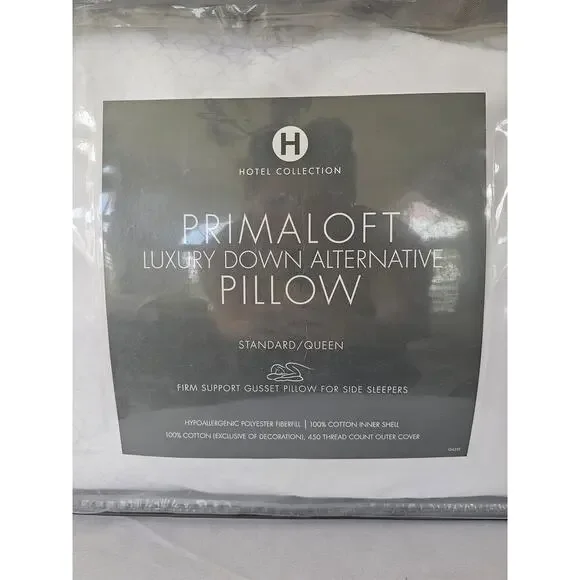 H
HOTEL COLLECTION
PRIMALOFT
LUXURY DOWN ALTERNATIVE
PILLOW
STANDARD/QUEEN
FIRM SUPPORT GUSSET PILLOW FOR SIDE SLEEPERS
HYPOALLERGENIC POLYESTER FIBERFILL | 100% COTTON INNER SHELL
100% COTTON (EXCLUSIVE OF DECORATION), 450 THREAD COUNT OUTER COVER